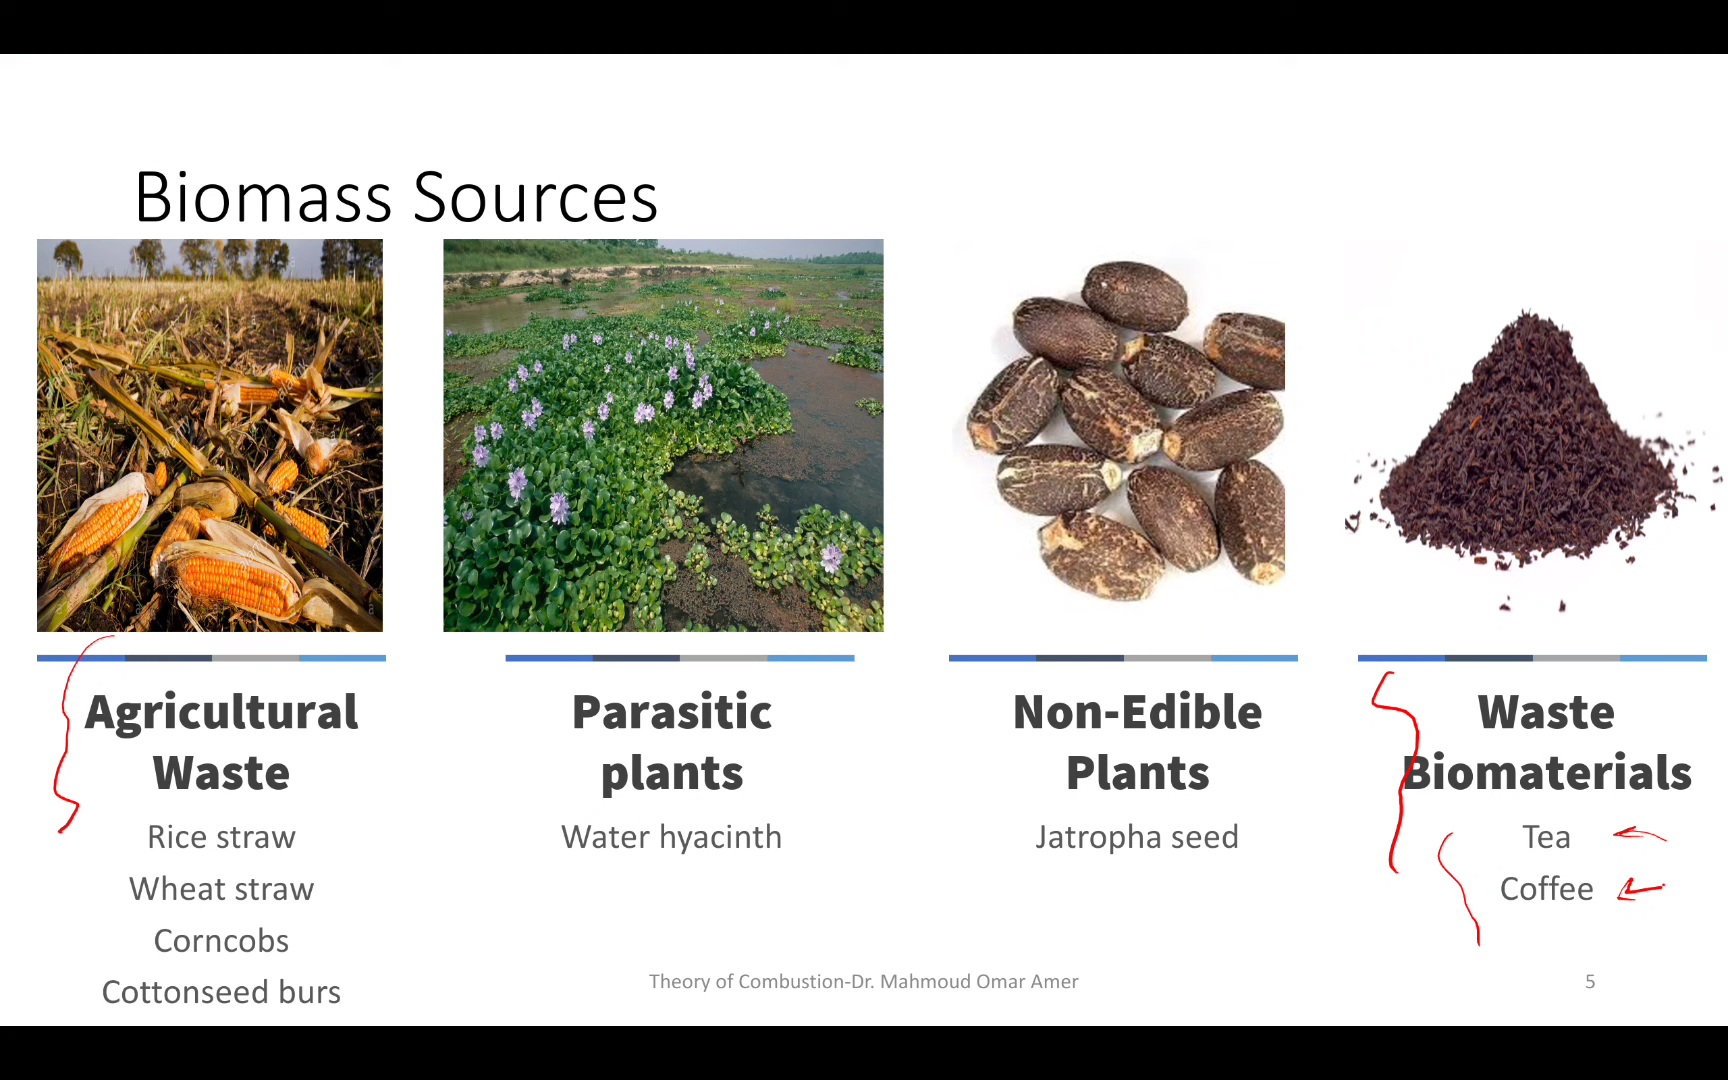 Biomass Sources
Agricultural
Waste
Rice straw
Wheat straw
Corncobs
Cottonseed burs
Parasitic
plants
Water hyacinth
Non-Edible
Plants
Jatropha seed
Waste
Biomaterials
Tea
Coffee
Theory of Combustion-Dr. Mahmoud Omar Amer
5